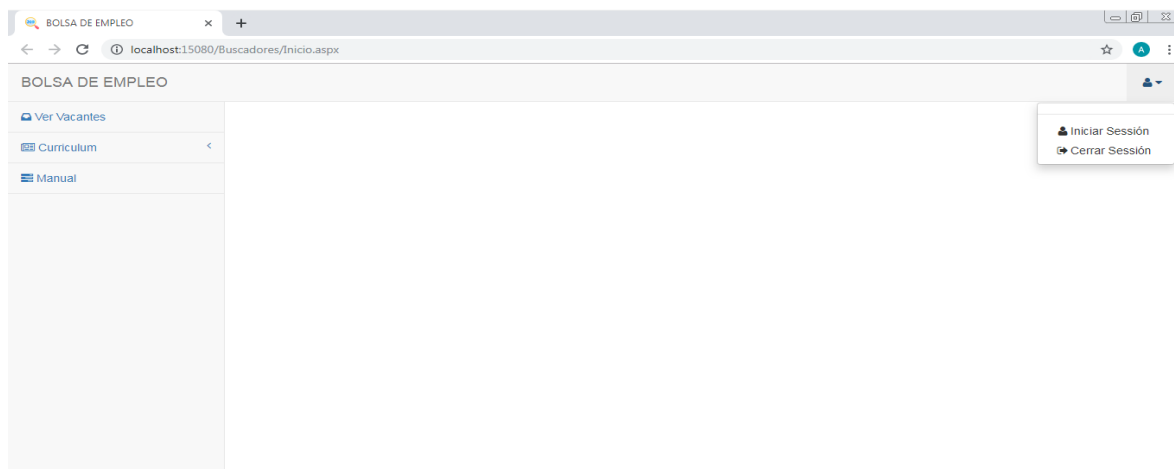 BOLSA DE EMPLEO
localhost:15080/Buscadores/Inicio.aspx
A
BOLSA DE EMPLEO
Ver Vacantes
Curriculum
Manual
Iniciar Sessión
Cerrar Sessión